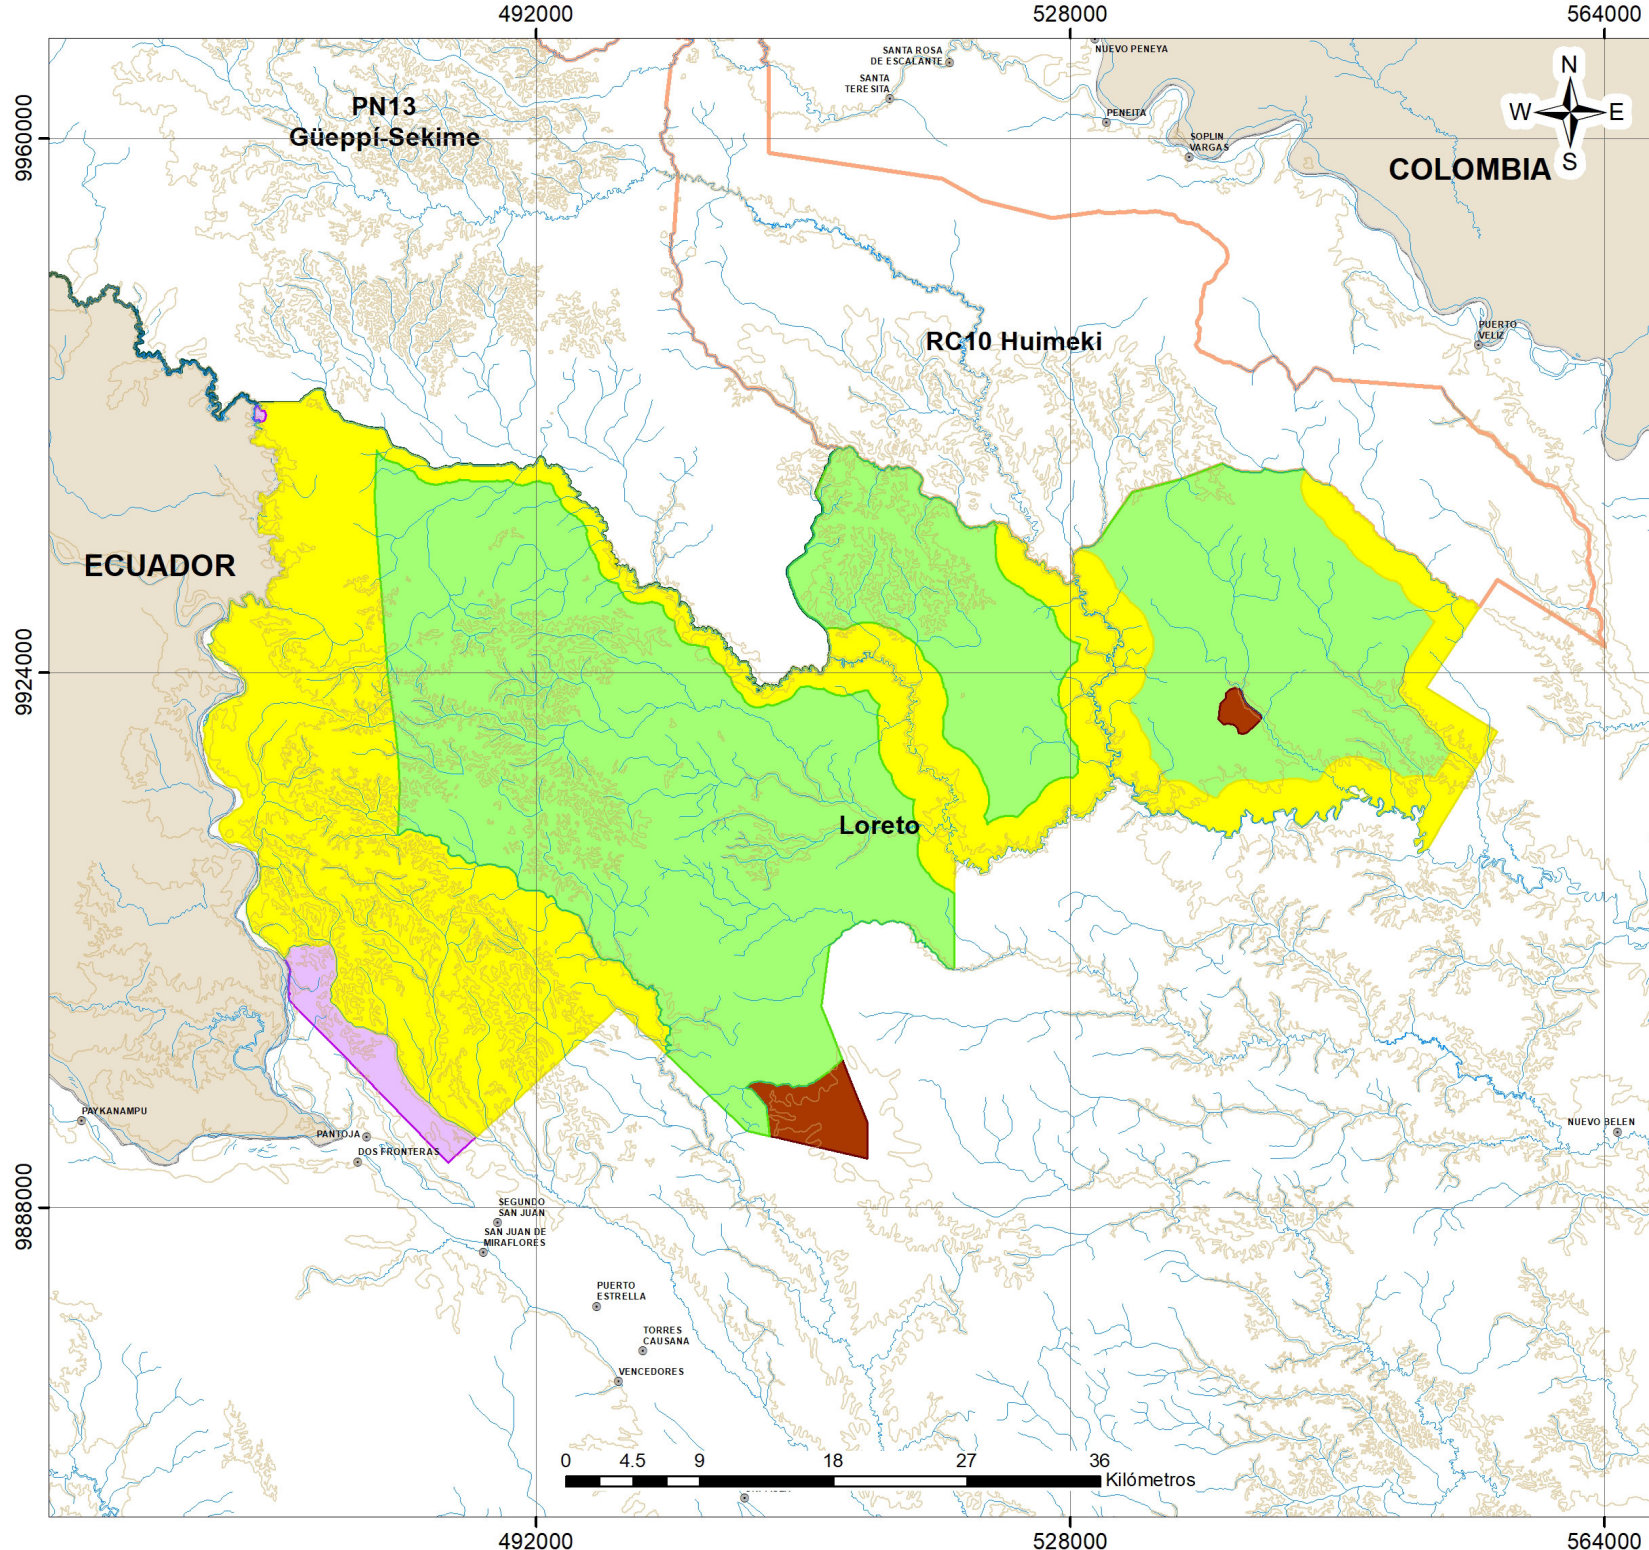 492000
528000
564000
SANTA ROSA
DE ESCALANTE
NUEVO PENEYA
SANTA
TERESITA
N
W
E
S
PN13
Güeppí-Sekime
PENEITA
SOPLIN
VARGAS
9960000
COLOMBIA
PUERTO
VELIZ
RC10 Huimeki
ECUADOR
9924000
Loreto
PAYKANAMPU
PANTOJA
DOS FRONTERAS
NUEVO BELEN
9888000
SEGUNDO
SAN JUAN
SAN JUAN DE
MIRAFLORES
PUERTO
ESTRELLA
TORRES
CAUSANA
VENCEDORES
0
4.5
9
18
27
36
Kilómetros
492000
528000
564000